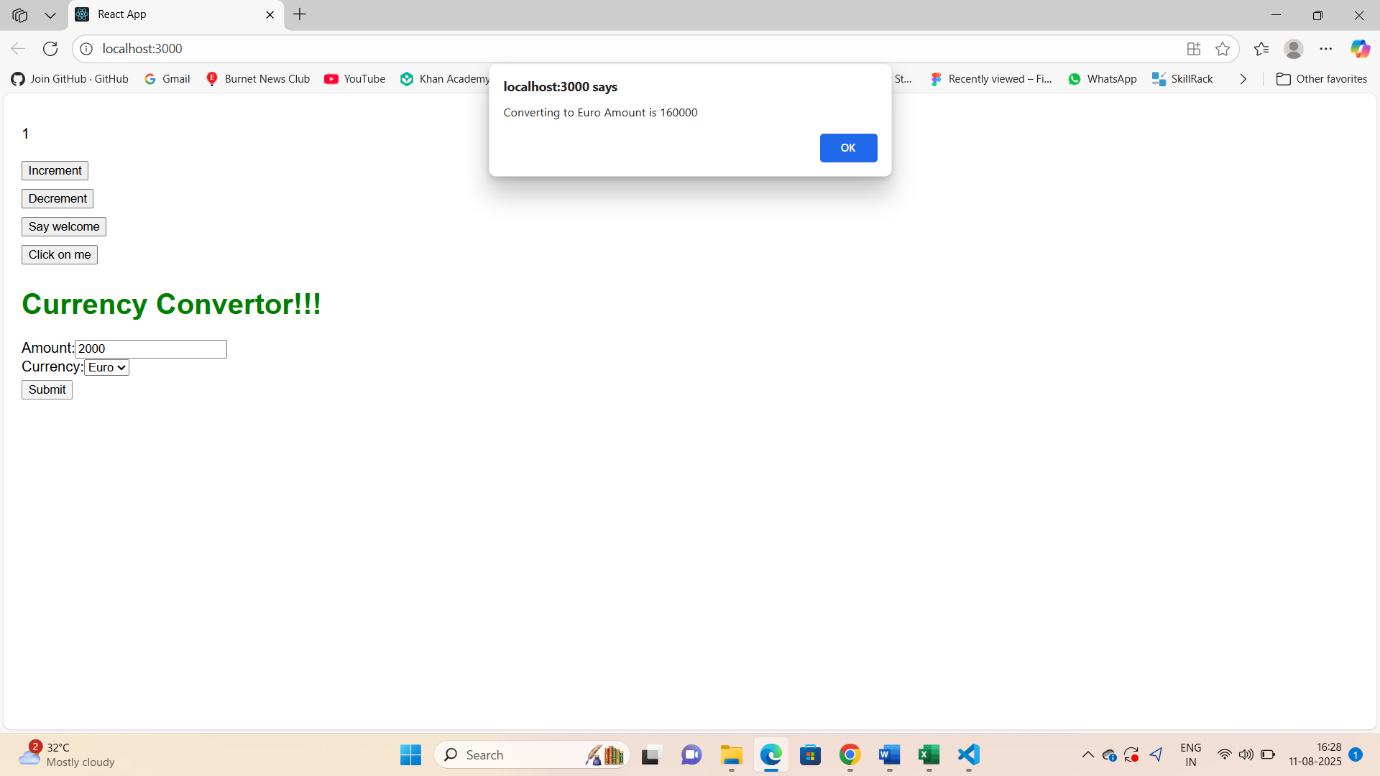 React App
localhost:3000
Join GitHub · GitHub
Gmail
Burnet News Club
YouTube
Khan Academy
St...
Recently viewed – Fi...
WhatsApp
SkillRack
Other favorites
localhost:3000 says
Converting to Euro Amount is 160000
OK
1
Increment
Decrement
Say welcome
Click on me
Currency Convertor!!!
Amount:2000
Currency:Euro
Submit
2
32°C
Mostly cloudy
Search
ENG
IN
16:28
11-08-2025
1